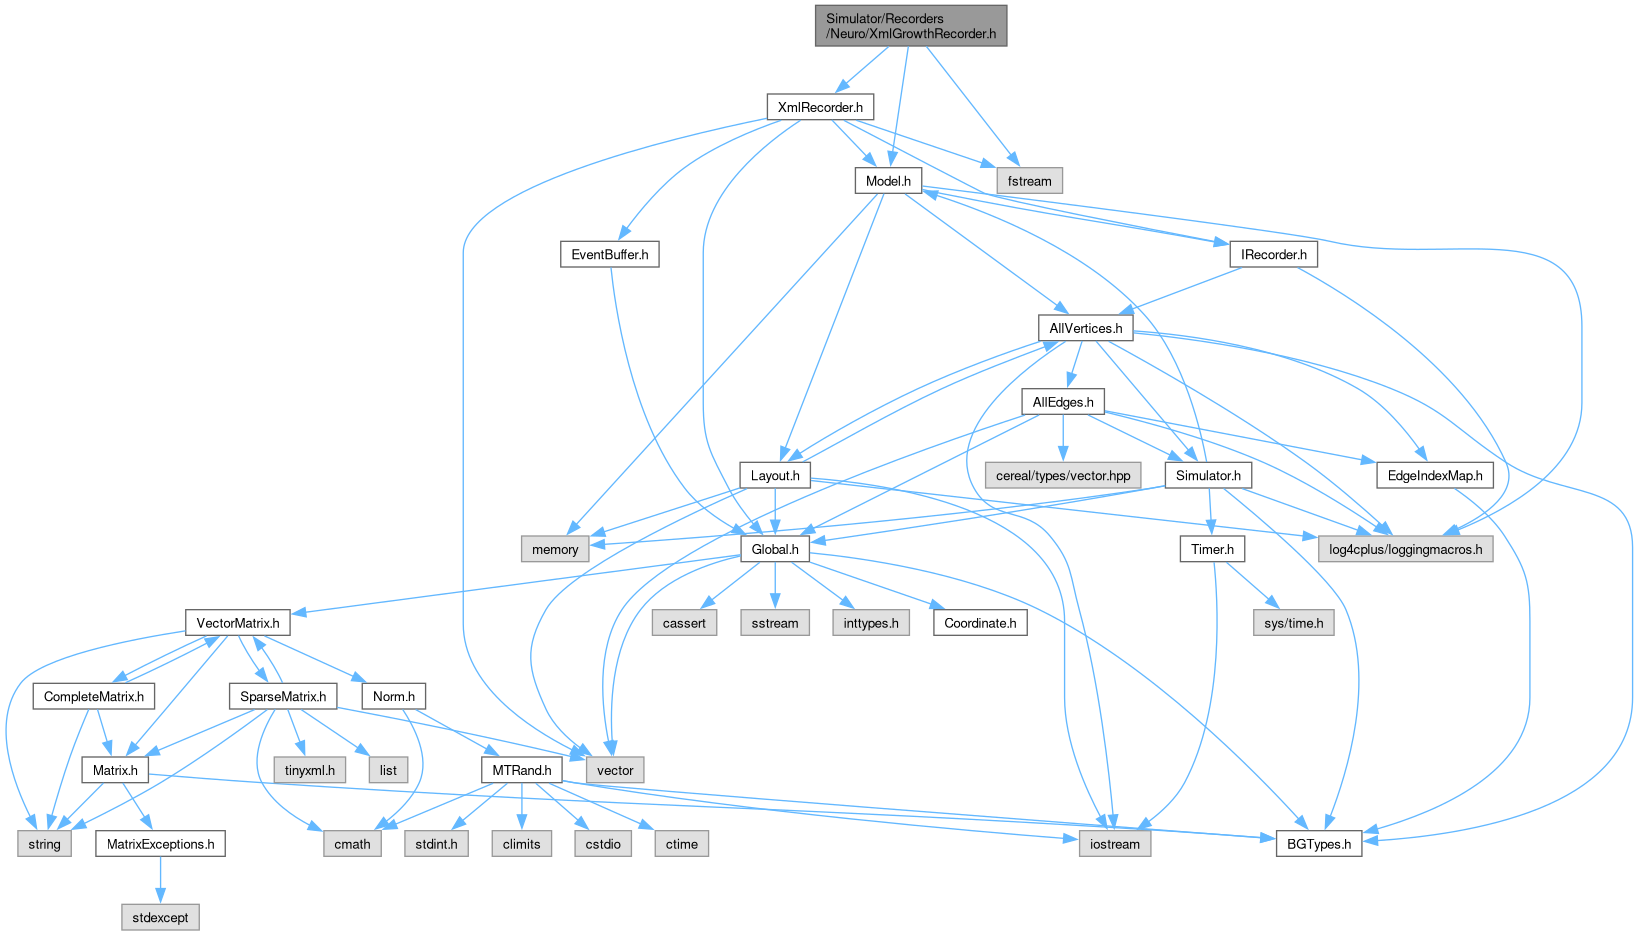 Simulator/Recorders
/Neuro/XmlGrowthRecorder.h
XmlRecorder.h
Model.h
fstream
EventBuffer.h
IRecorder.h
AllVertices.h
AllEdges.h
Layout.h
cereal/types/vector.hpp
Simulator.h
EdgeIndexMap.h
memory
Global.h
Timer.h
log4cplus/loggingmacros.h
VectorMatrix.h
cassert
sstream
inttypes.h
Coordinate.h
sys/time.h
CompleteMatrix.h
SparseMatrix.h
Norm.h
Matrix.h
tinyxml.h
list
MTRand.h
vector
string
MatrixExceptions.h
cmath
stdint.h
climits
cstdio
ctime
iostream
BGTypes.h
stdexcept